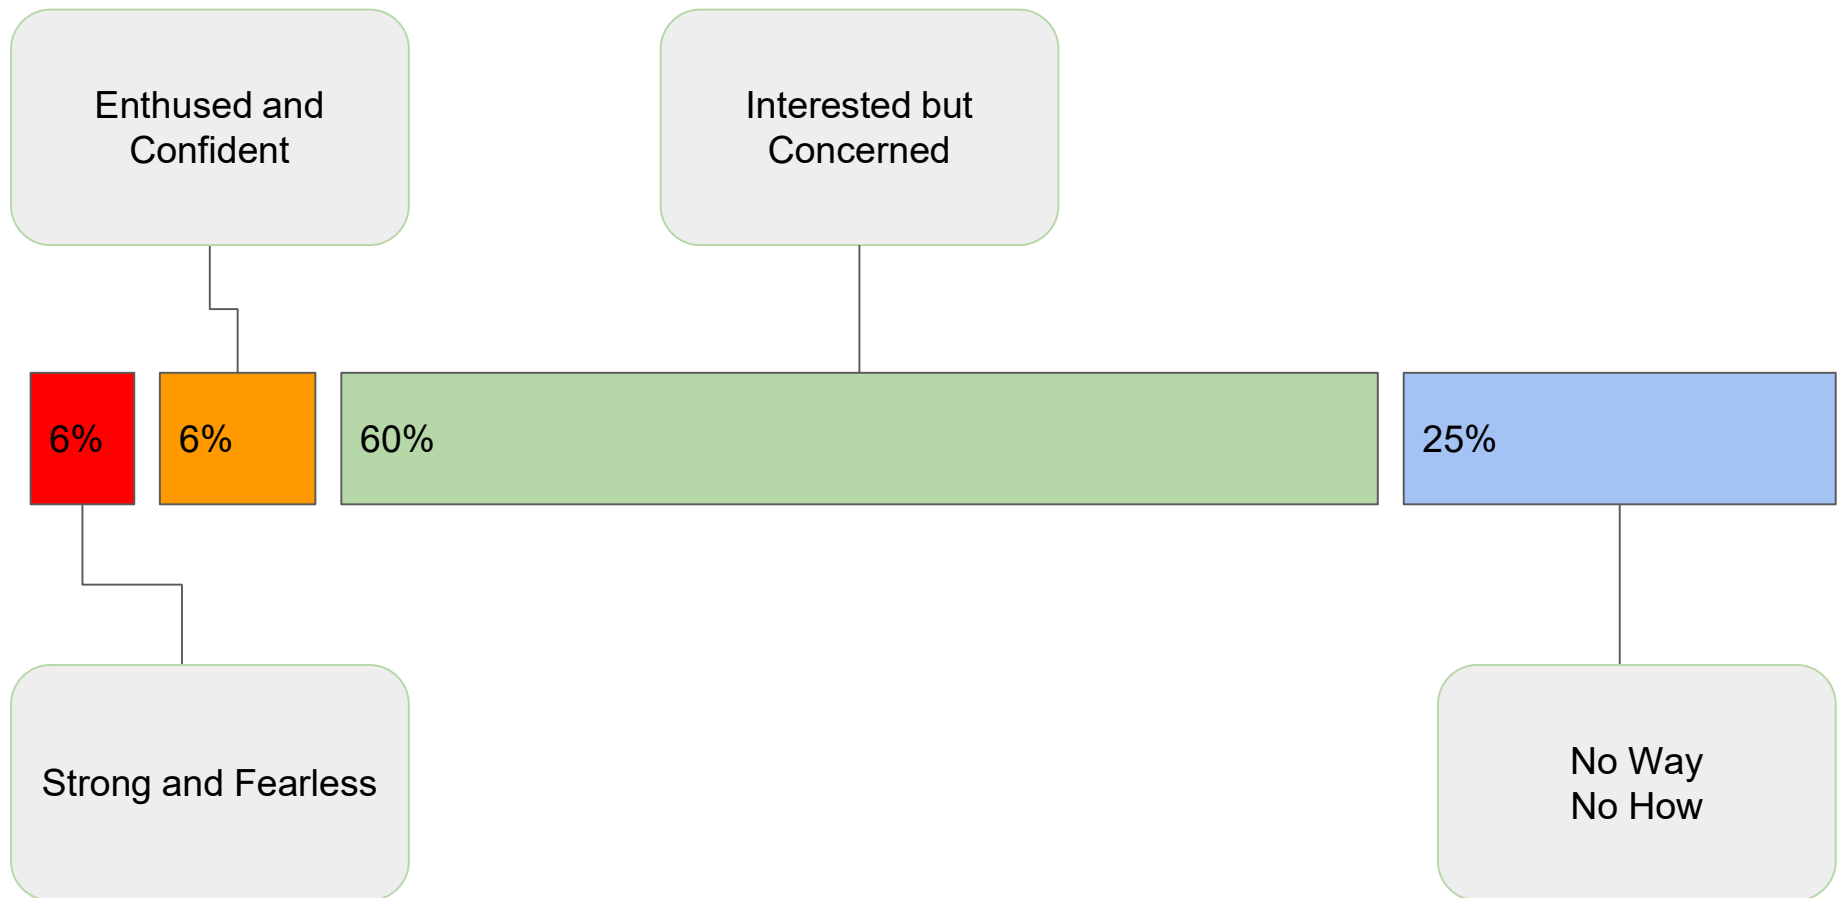 Enthused and
Confident
Interested but
Concerned
6%
6%
60%
25%
Strong and Fearless
No Way
No How